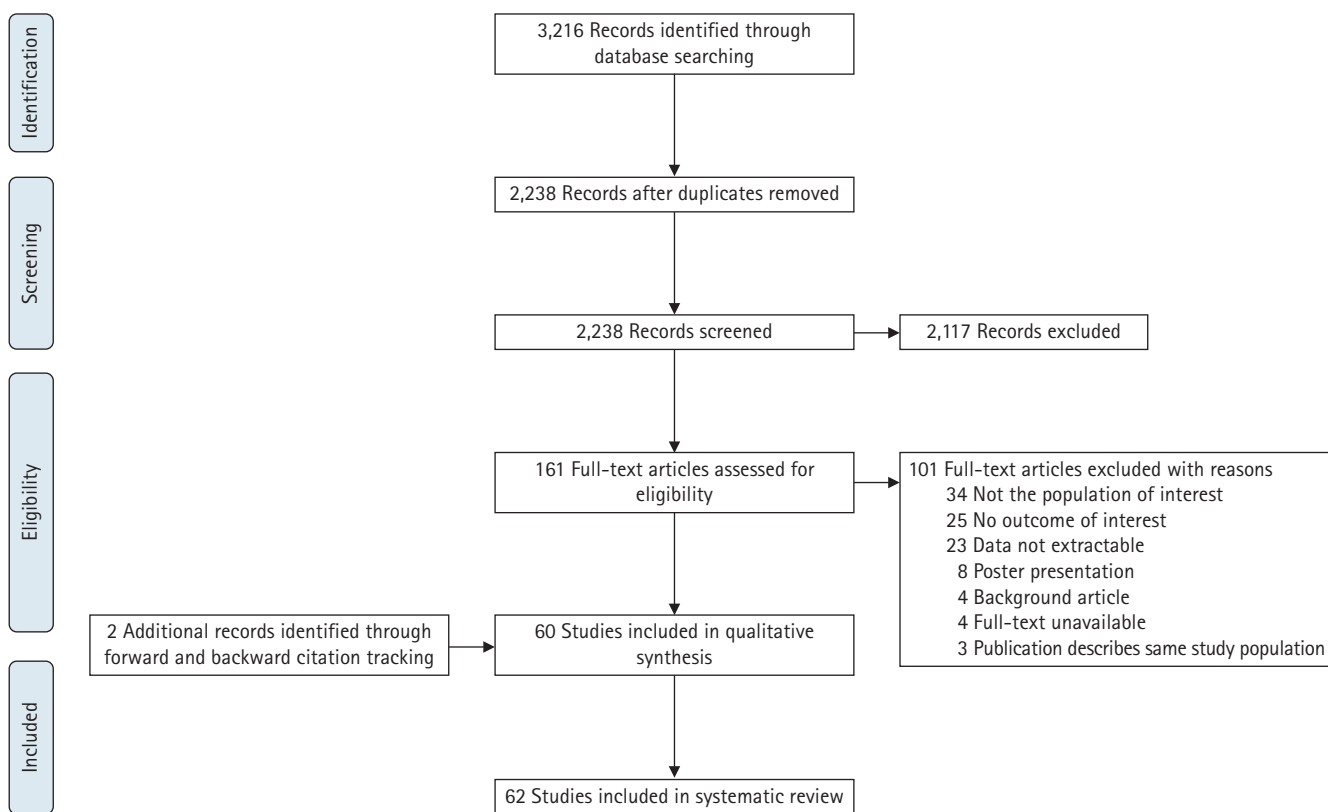 Identification
3,216 Records identified through
database searching
Screening
2,238 Records after duplicates removed
2,238 Records screened
2,117 Records excluded
Eligibility
161 Full-text articles assessed for
eligibility
101 Full-text articles excluded with reasons
34 Not the population of interest
25 No outcome of interest
23 Data not extractable
8 Poster presentation
4 Background article
4 Full-text unavailable
3 Publication describes same study population
2 Additional records identified through
forward and backward citation tracking
60 Studies included in qualitative
synthesis
Included
62 Studies included in systematic review